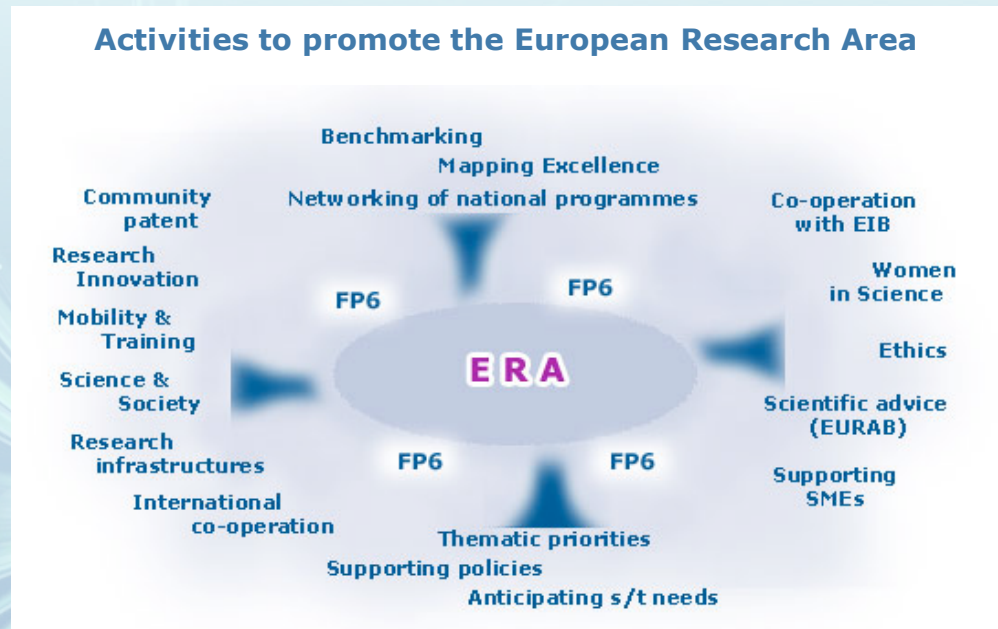 Activities to promote the European Research Area
Benchmarking
Mapping Excellence
Networking of national programmes
Community
patent
Research
Innovation
Mobility &
Training
Science &
Society
Research
infrastructures
International
co-operation
FP6
FP6
ERA
FP6
FP6
Co-operation
with EIB
Women
in Science
Ethics
Scientific advice
(EURAB)
Supporting
SMEs
Thematic priorities
Supporting policies
Anticipating s/t needs